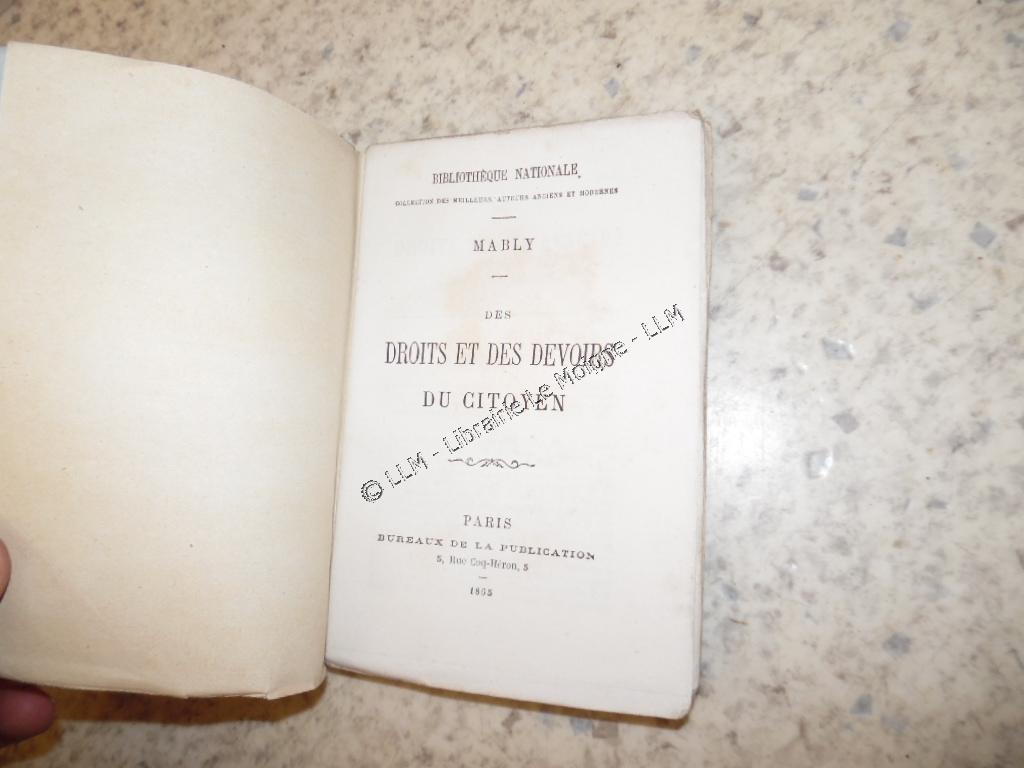 BIBLIOTHÈQUE NATIONALE
COLLECTION DES MEILLEURS AUTEURS ANCIENS ET MODERNES
MABLY
DES
DROITS ET DES DEVOIRS
DU CITOYEN
© LLM - Librairie Le Moigne - LLM
PARIS
BUREAUX DE LA PUBLICATION
5, Rue Coq-Héron, 5
1865